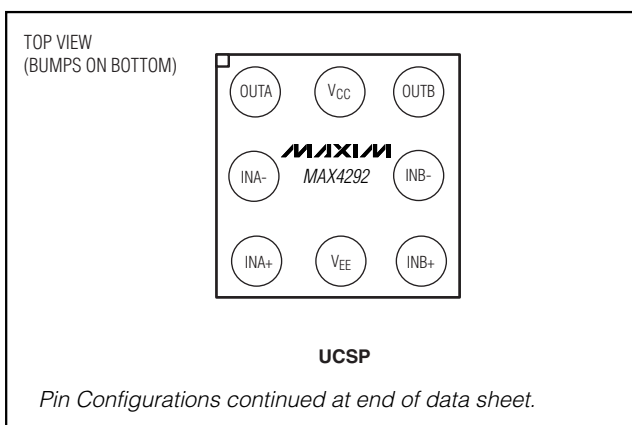 TOP VIEW
(BUMPS ON BOTTOM)
OUTA VCC OUTB
MAXIM
INA- MAX4292 INB-
INA+ VEE INB+
UCSP
Pin Configurations continued at end of data sheet.